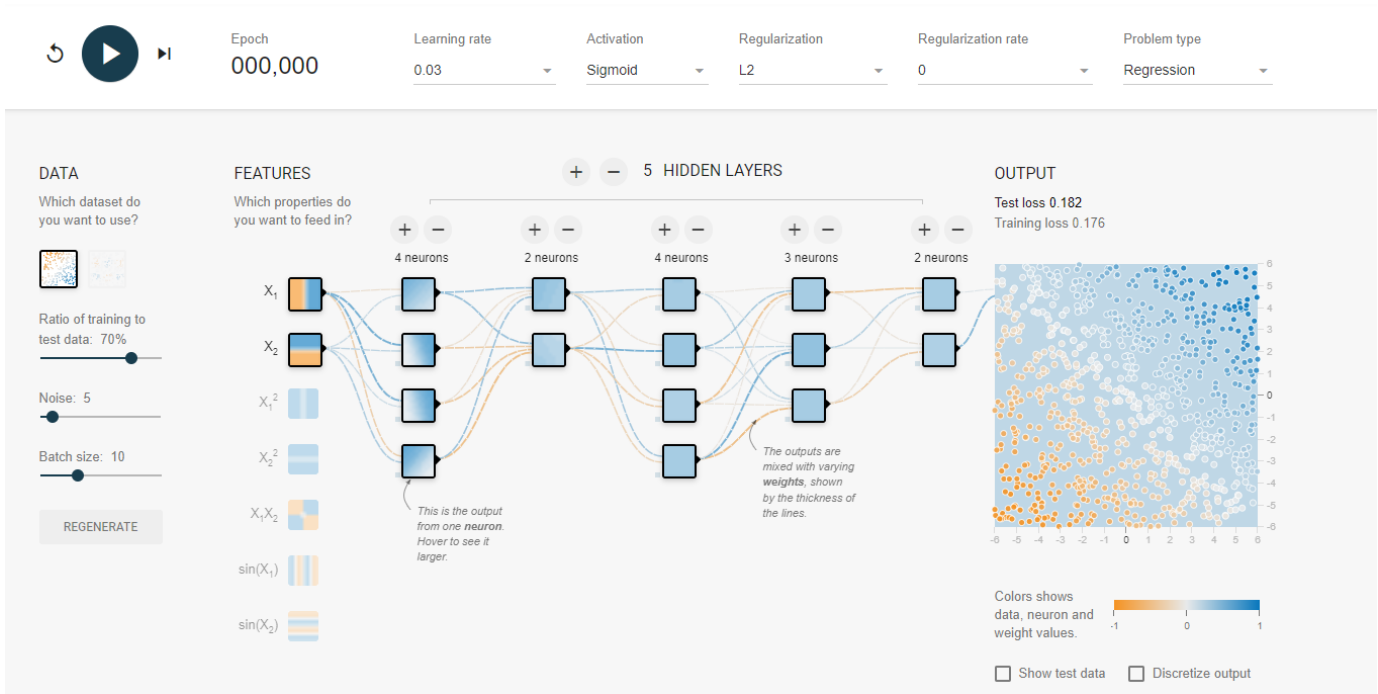 Epoch
000,000
Learning rate
0.03
Activation
Sigmoid
Regularization
L2
Regularization rate
0
Problem type
Regression
DATA
Which dataset do
you want to use?
Ratio of training to
test data: 70%
Noise: 5
Batch size: 10
REGENERATE
FEATURES
Which properties do
you want to feed in?
X₁
X₂
X₁²
X₂²
X₁X₂
sin(X₁)
sin(X₂)
+ − 5 HIDDEN LAYERS
+ − + − + − + − + −
4 neurons 2 neurons 4 neurons 3 neurons 2 neurons
This is the output
from one neuron.
Hover to see it
larger.
The outputs are
mixed with varying
weights, shown
by the thickness of
the lines.
OUTPUT
Test loss 0.182
Training loss 0.176
6
5
4
3
2
1
0
-1
-2
-3
-4
-5
-6
-6 -5 -4 -3 -2 -1 0 1 2 3 4 5 6
Colors shows
data, neuron and
weight values.
-1 0 1
Show test data
Discretize output